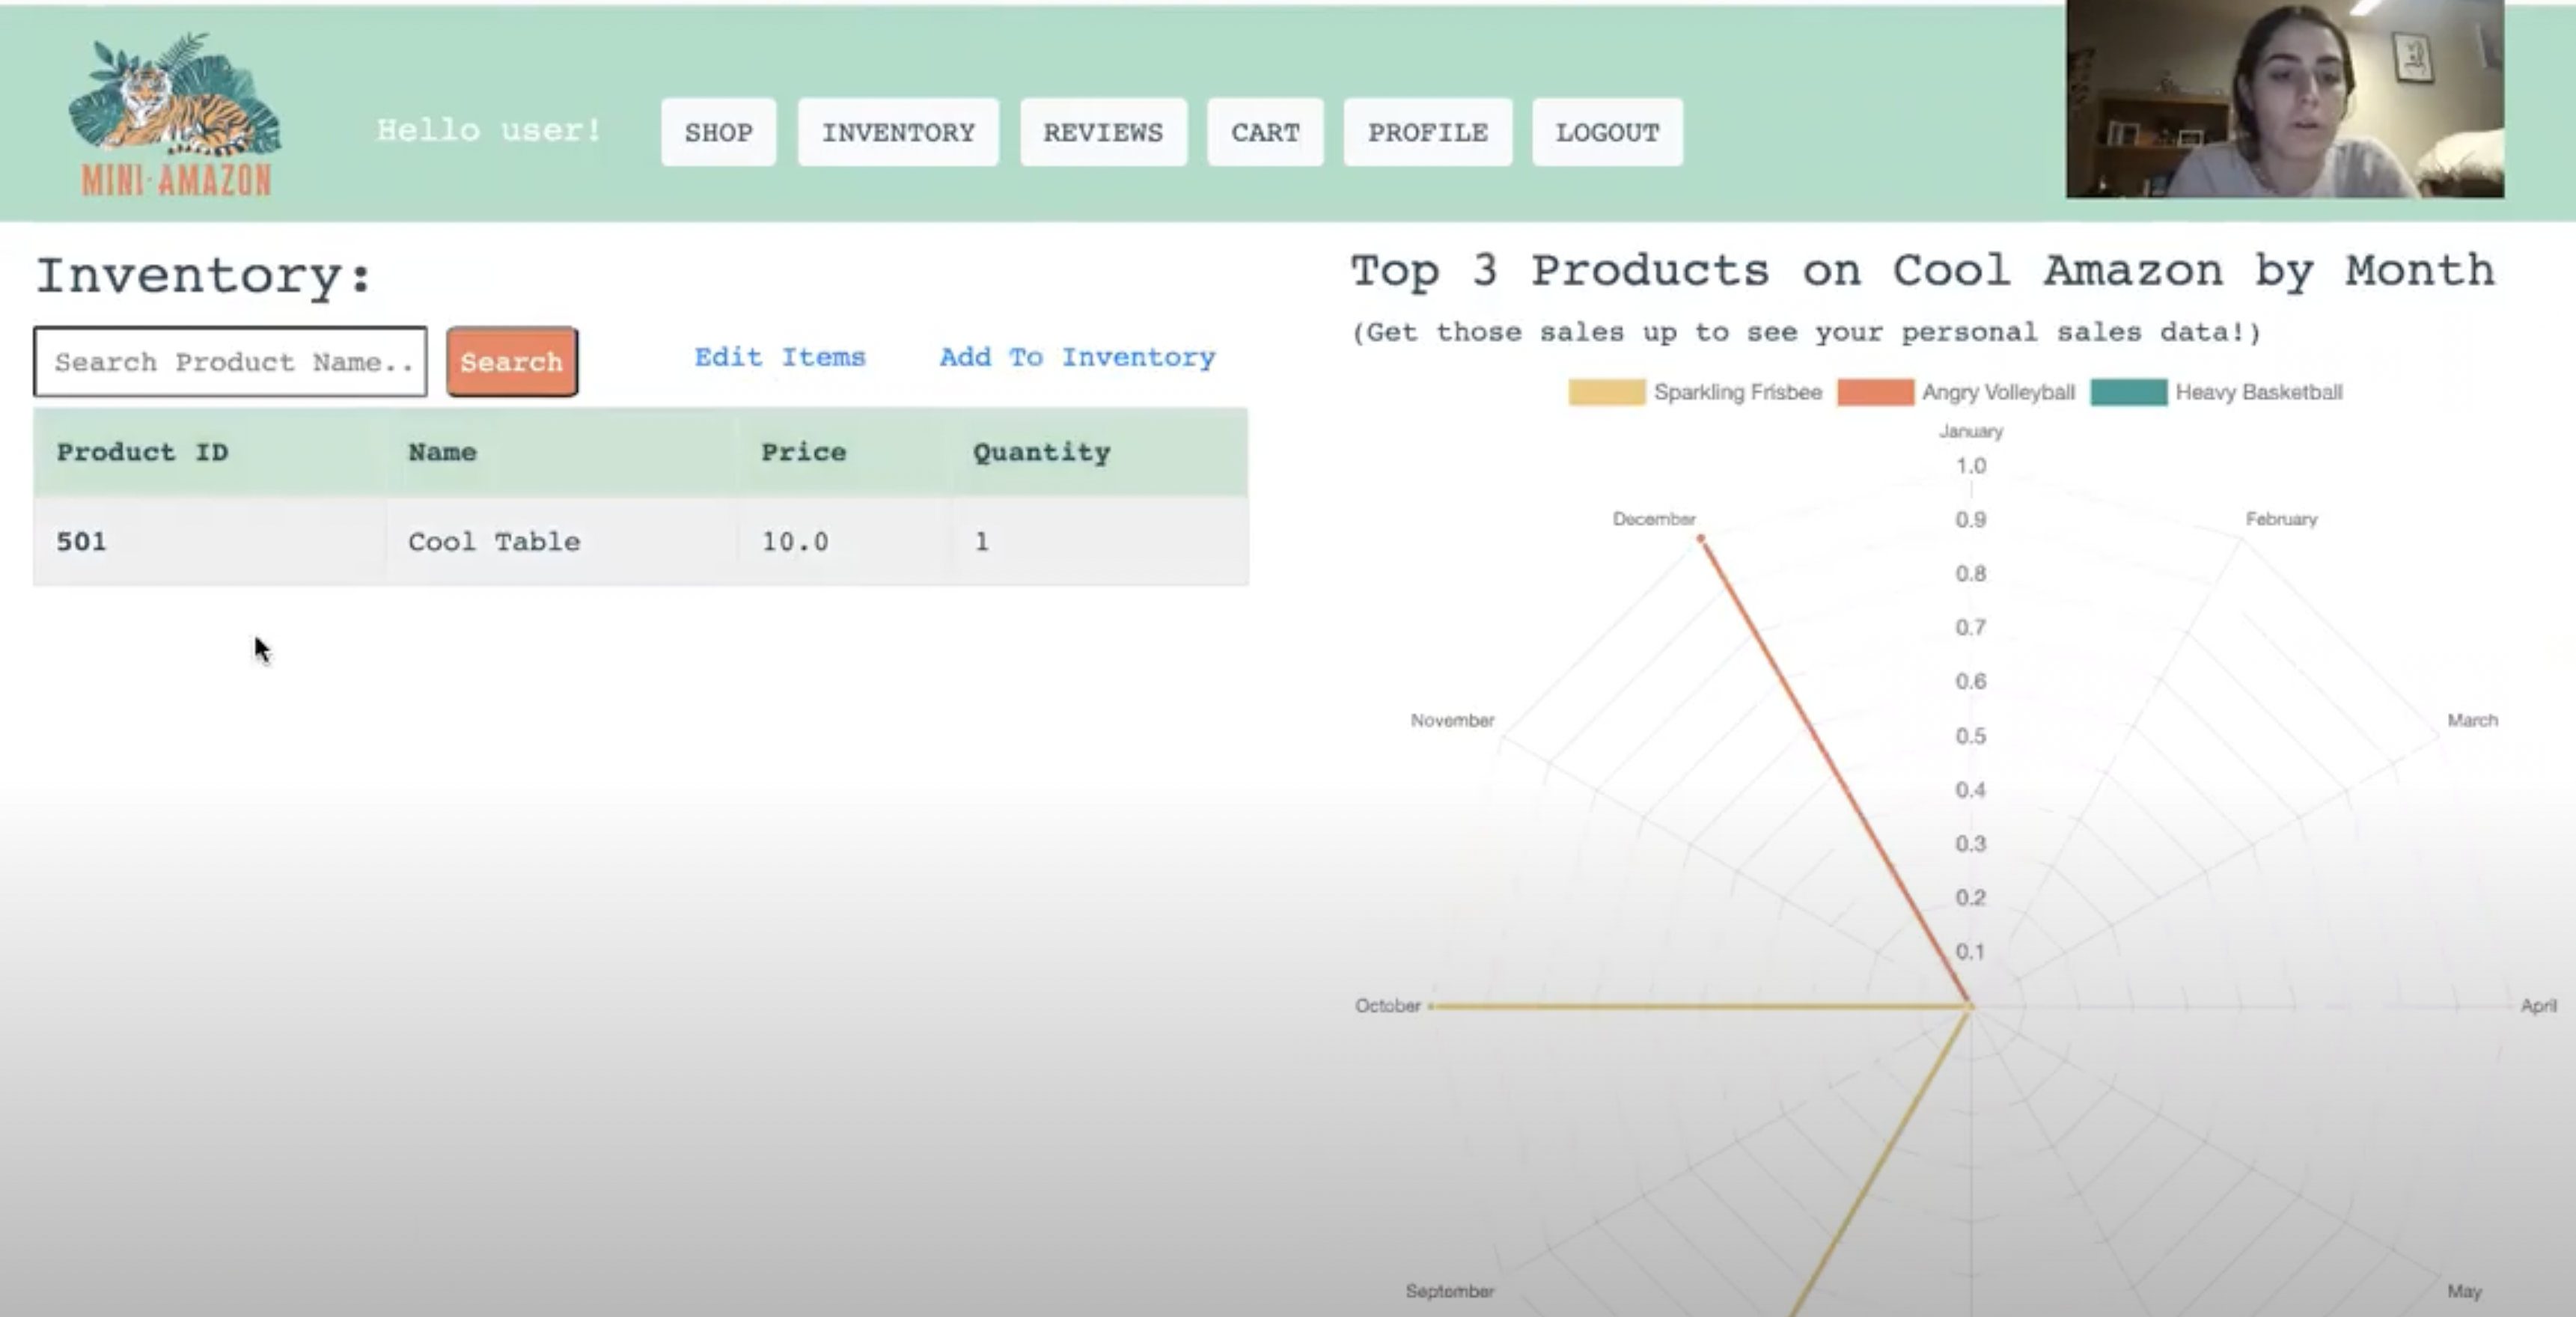 MINI·AMAZON
Hello user!
SHOP
INVENTORY
REVIEWS
CART
PROFILE
LOGOUT
Inventory:
Search Product Name..
Search
Edit Items
Add To Inventory
Product ID Name Price Quantity
501 Cool Table 10.0 1
Top 3 Products on Cool Amazon by Month
(Get those sales up to see your personal sales data!)
Sparkling Frisbee
Angry Volleyball
Heavy Basketball
January
1.0
December
0.9
February
0.8
0.7
0.6
November
March
0.5
0.4
0.3
0.2
0.1
October
April
September
May